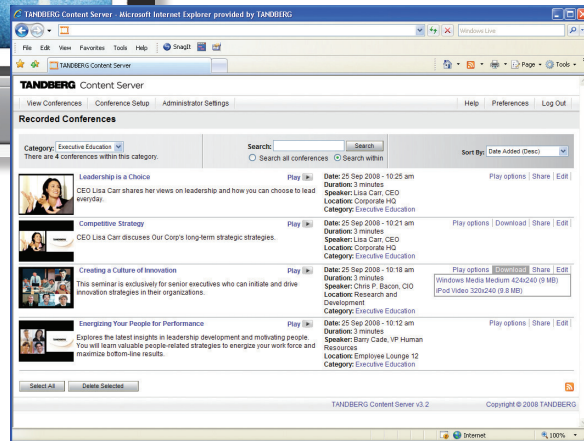 TANDBERG Content Server - Microsoft Internet Explorer provided by TANDBERG
Windows Live
File Edit View Favorites Tools Help SnagIt
TANDBERG Content Server
Page Tools
TANDBERG Content Server
View Conferences Conference Setup Administrator Settings Help Preferences Log Out
Recorded Conferences
Category: Executive Education Search: Search Sort By: Date Added (Desc)
There are 4 conferences within this category. Search all conferences Search within
Leadership is a Choice Play Date: 25 Sep 2008 - 10:25 am Play options Share Edit
Duration: 3 minutes
CEO Lisa Carr shares her views on leadership and how you can choose to lead Speaker: Lisa Carr, CEO
everyday. Location: Corporate HQ
Category: Executive Education
Competitive Strategy Play Date: 25 Sep 2008 - 10:21 am Play options Download Share Edit
Duration: 3 minutes
CEO Lisa Carr discusses Our Corp's long-term strategic strategies. Speaker: Lisa Carr, CEO
Location: Corporate HQ
Category: Executive Education
Creating a Culture of Innovation Play Date: 25 Sep 2008 - 10:18 am Play options Download Share Edit
Duration: 3 minutes Windows Media Medium 424x240 (9 MB)
This seminar is exclusively for senior executives who can initiate and drive Speaker: Chris P. Bacon, CIO iPod Video 320x240 (9.8 MB)
innovation strategies in their organizations. Location: Research and
Development
Category: Executive Education
Energizing Your People for Performance Play Date: 25 Sep 2008 - 10:12 am Play options Download Share Edit
Duration: 3 minutes
Explores the latest insights in leadership development and motivating people. Speaker: Barry Cade, VP Human
You will learn valuable people-related strategies to energize your work force and Resources
maximize bottom-line results. Location: Employee Lounge 12
Category: Executive Education
Select All Delete Selected
TANDBERG Content Server v3.2 Copyright © 2008 TANDBERG
Internet 100%